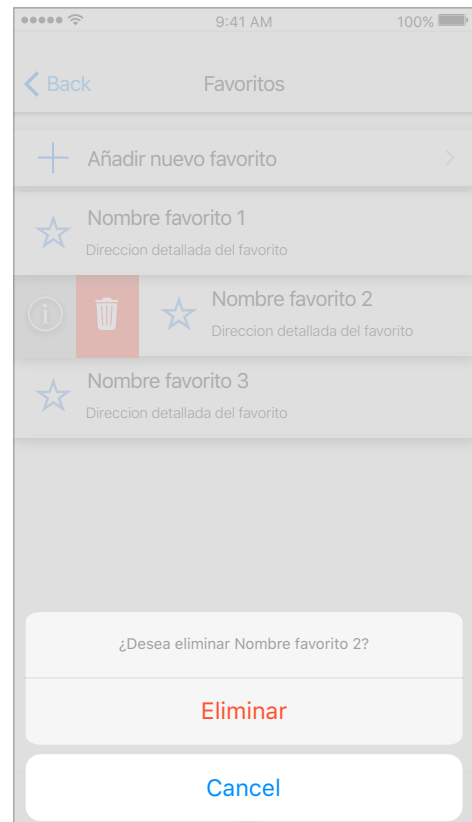 9:41 AM 100%
Back Favoritos
Añadir nuevo favorito
Nombre favorito 1
Direccion detallada del favorito
Nombre favorito 2
Direccion detallada del favorito
Nombre favorito 3
Direccion detallada del favorito
¿Desea eliminar Nombre favorito 2?
Eliminar
Cancel